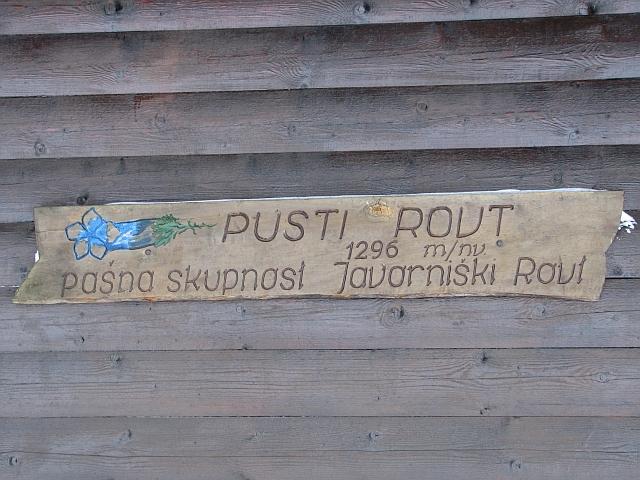 PUSTI ROVT
1296 m/nv
pašna skupnost Javorniški Rovt